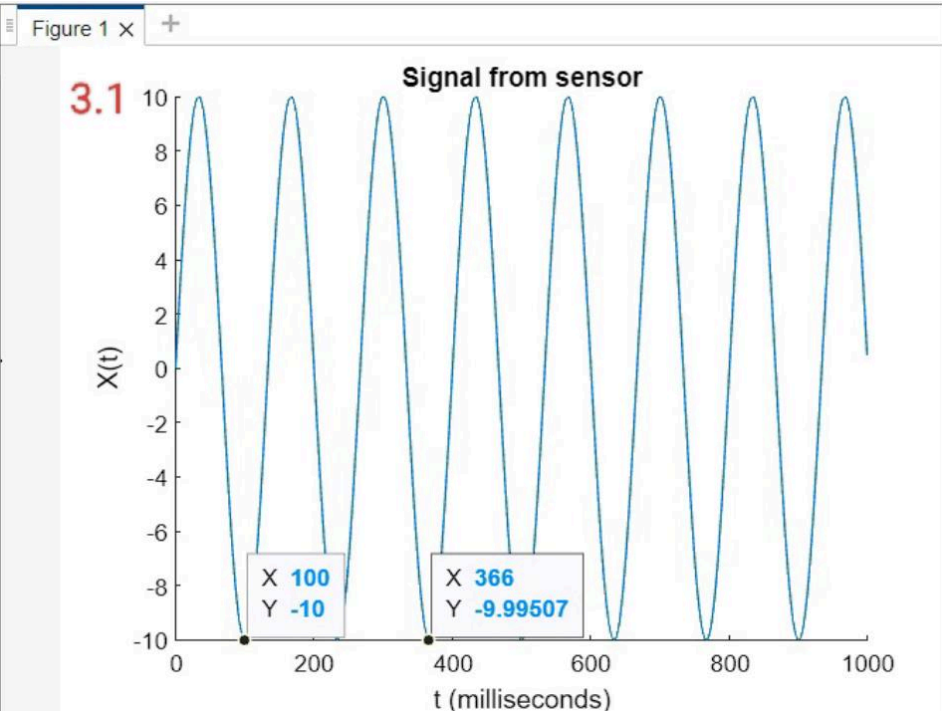 Figure 1 × +
Signal from sensor
3.1
10
8
6
4
2
0
-2
-4
-6
-8
-10
X(t)
X 100
Y -10
X 366
Y -9.99507
0 200 400 600 800 1000
t (milliseconds)